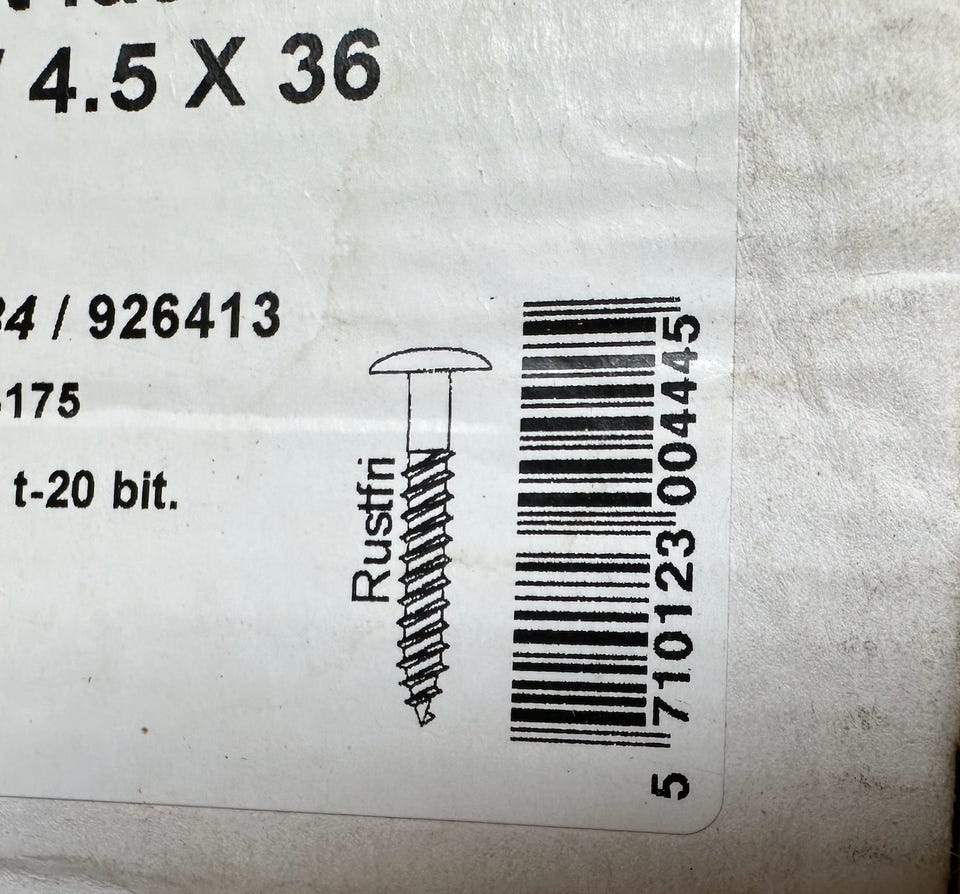 4.5 X 36
4 / 926413
175
t-20 bit.
Rustfri
5 710123 004445